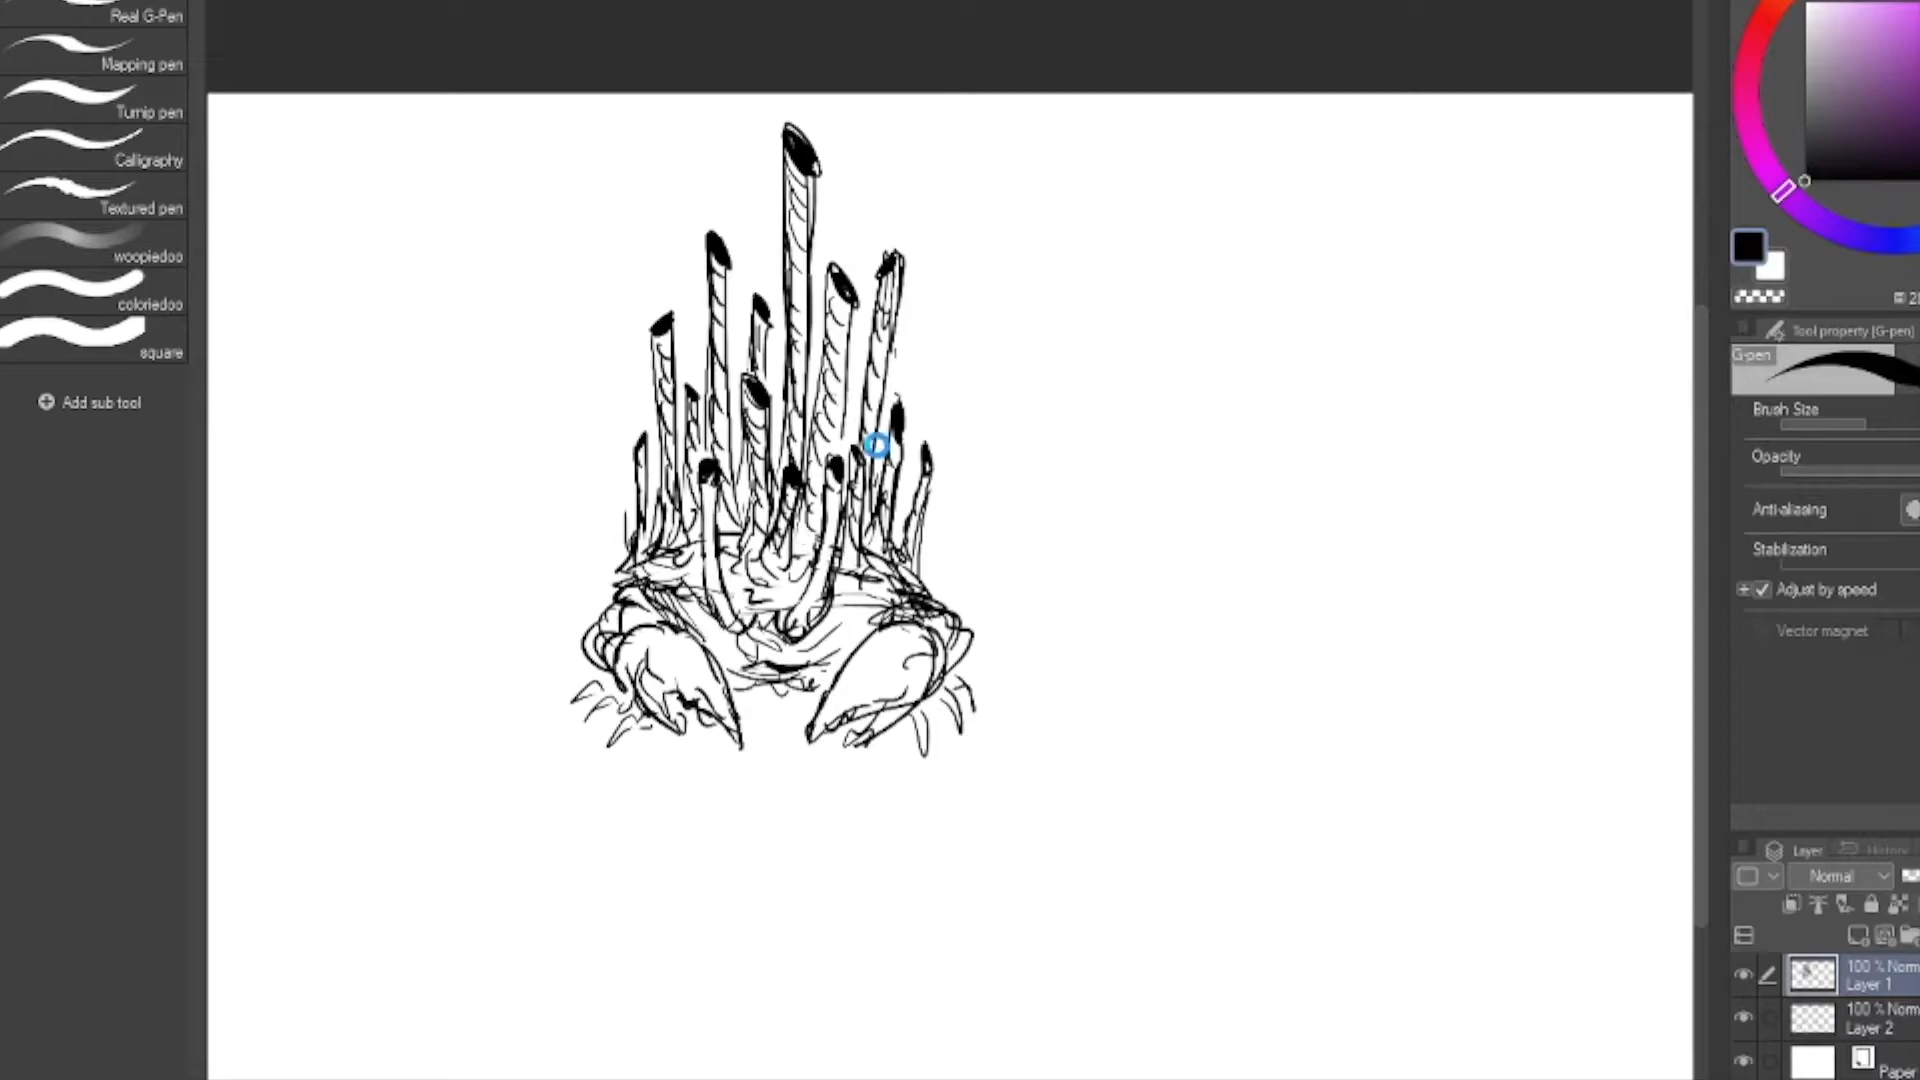 Real G-Pen
Mapping pen
Turnip pen
Calligraphy
Textured pen
woopiedoo
coloriedoo
square
Add sub tool
Tool property [G-pen]
G-pen
Brush Size
Opacity
Anti-aliasing
Stabilization
Adjust by speed
Vector magnet
Layer
History
Normal
100 % Norm
Layer 1
100 % Norm
Layer 2
Paper